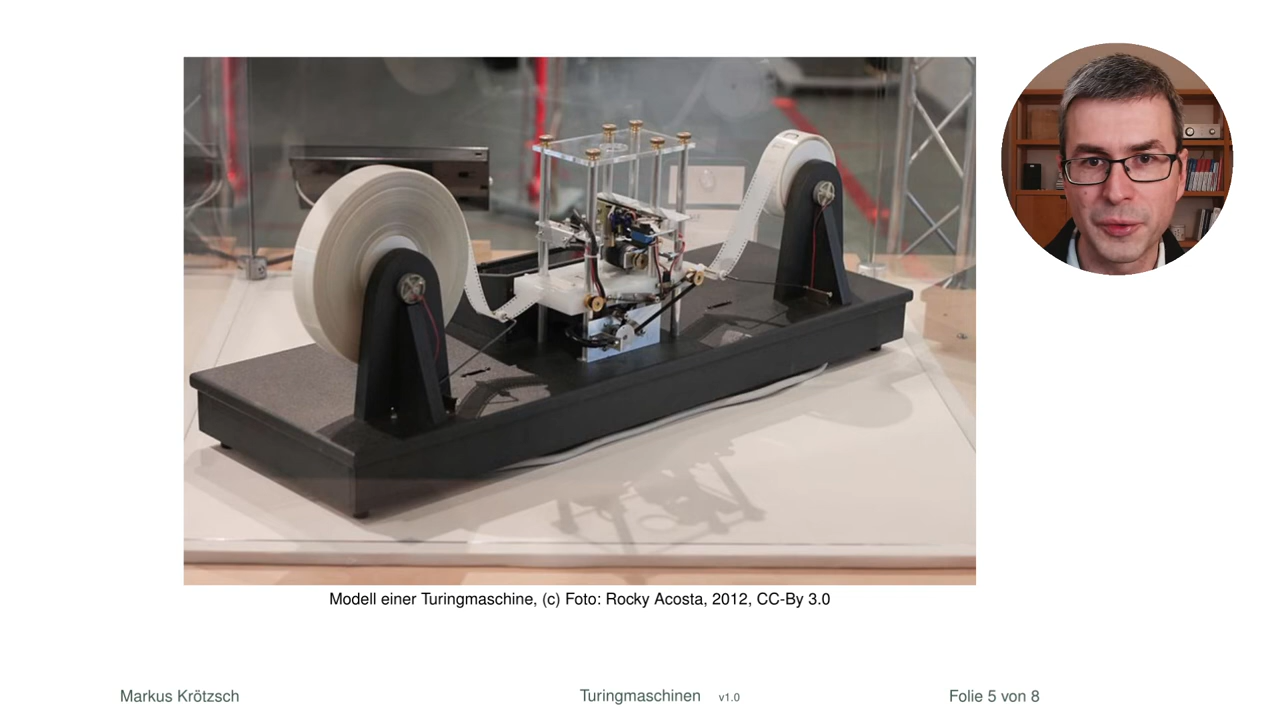 Modell einer Turingmaschine, (c) Foto: Rocky Acosta, 2012, CC-By 3.0
Markus Krötzsch Turingmaschinen v1.0 Folie 5 von 8